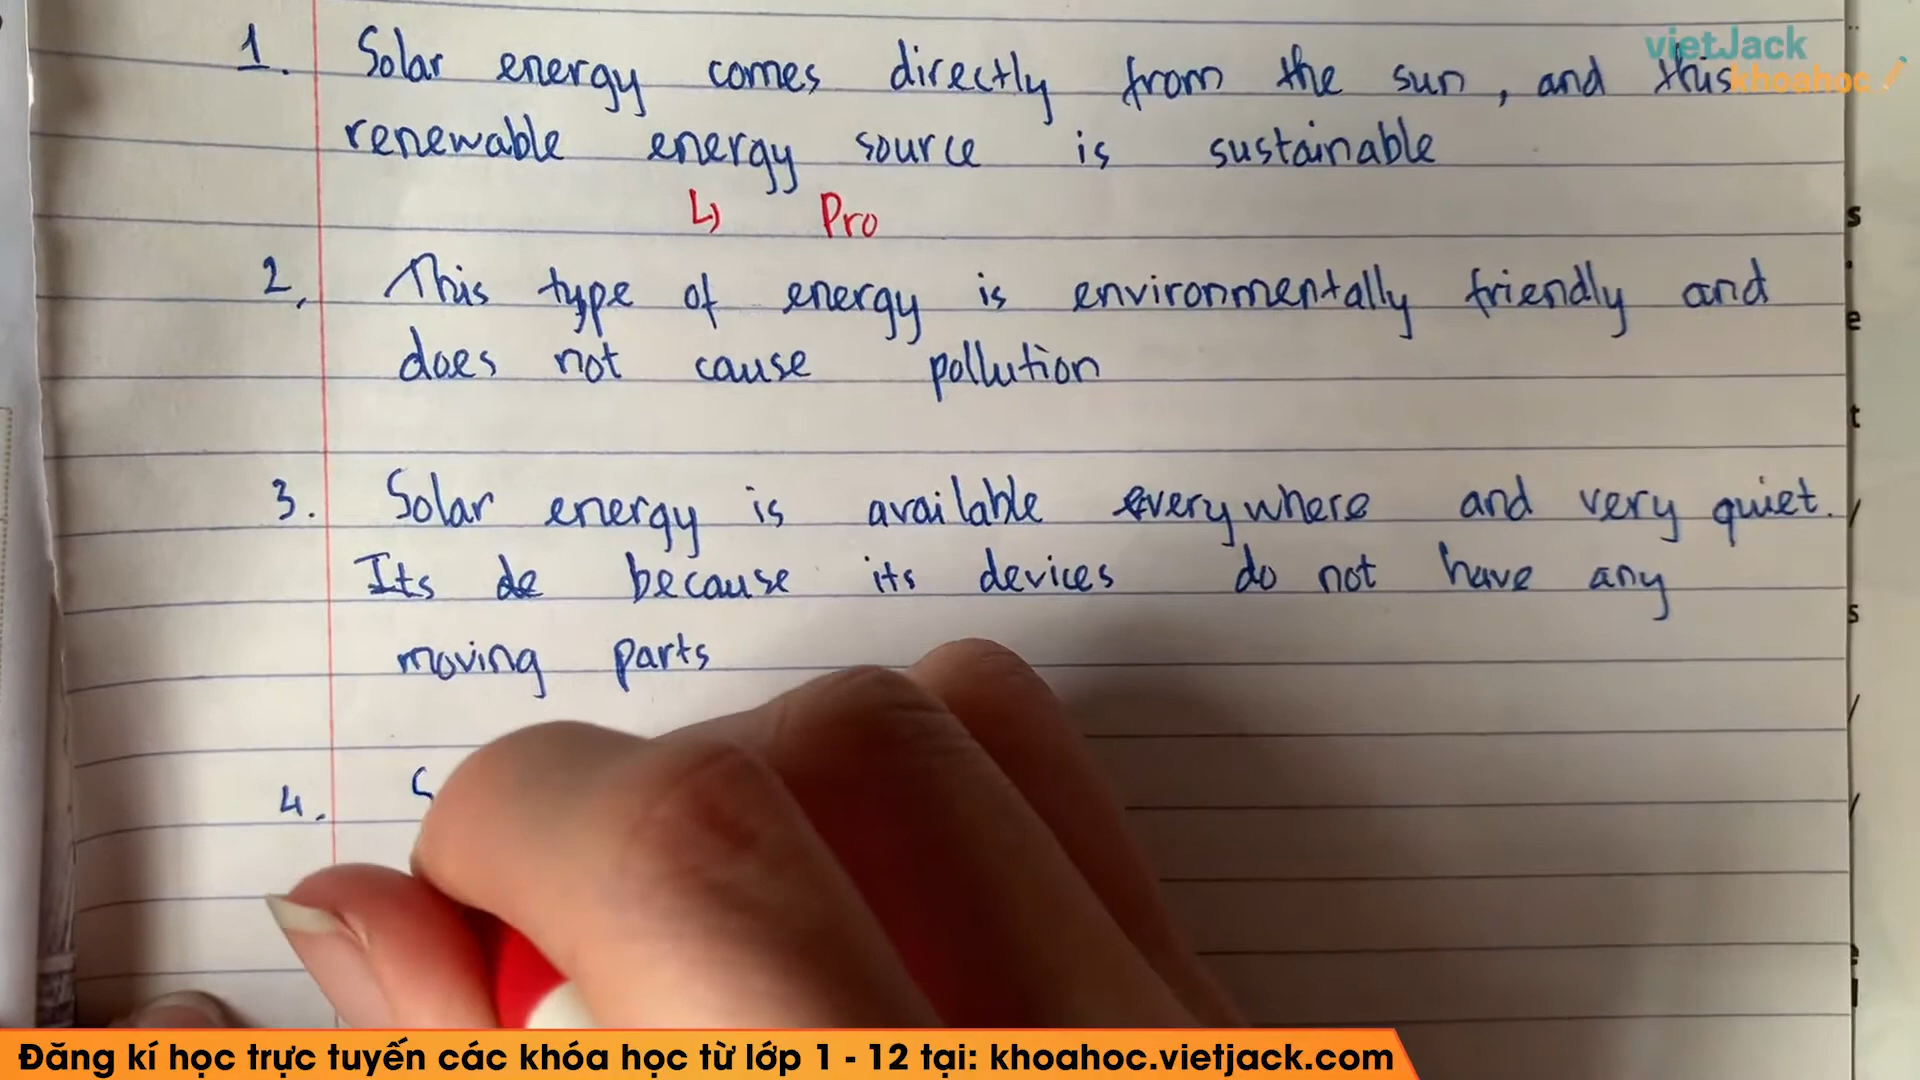 vietJack
khoahoc
1. Solar energy comes directly from the sun, and this
renewable energy source is sustainable
↳ Pro
2. This type of energy is environmentally friendly and
does not cause pollution
3. Solar energy is available everywhere and very quiet.
Its de because its devices do not have any
moving parts
4. S
Đăng kí học trực tuyến các khóa học từ lớp 1 - 12 tại: khoahoc.vietjack.com